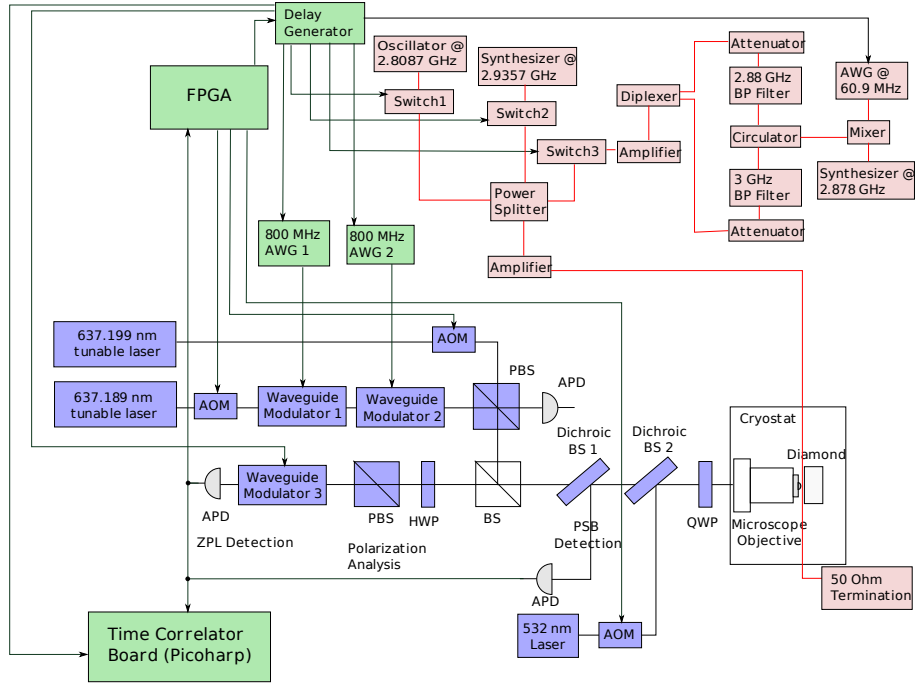 Delay
Generator
Oscillator @
2.8087 GHz
Synthesizer @
2.9357 GHz
Attenuator
FPGA
Diplexer
2.88 GHz
BP Filter
AWG @
60.9 MHz
Switch1
Switch2
Circulator
Mixer
Switch3
Amplifier
3 GHz
BP Filter
Synthesizer @
2.878 GHz
Power
Splitter
Attenuator
800 MHz
AWG 1
800 MHz
AWG 2
Amplifier
637.199 nm
tunable laser
AOM
PBS
APD
637.189 nm
tunable laser
AOM
Waveguide
Modulator 1
Waveguide
Modulator 2
Cryostat
Dichroic
BS 1
Dichroic
BS 2
Diamond
Waveguide
Modulator 3
APD
PBS
HWP
BS
PSB
Detection
QWP
Microscope
Objective
ZPL Detection
Polarization
Analysis
APD
50 Ohm
Termination
532 nm
Laser
AOM
Time Correlator
Board (Picoharp)